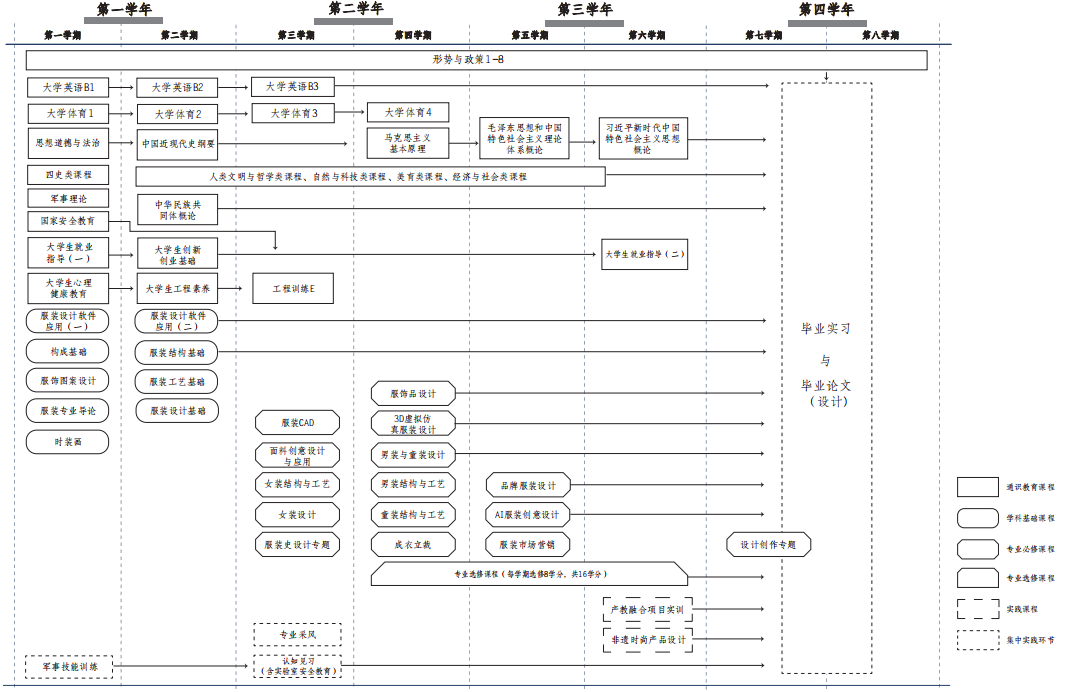 第一学年
第二学年
第三学年
第四学年
第一学期
第二学期
第三学期
第四学期
第五学期
第六学期
第七学期
第八学期
形势与政策1-8
大学英语B1
大学英语B2
大学英语B3
大学体育1
大学体育2
大学体育3
大学体育4
思想道德与法治
中国近现代史纲要
马克思主义
基本原理
毛泽东思想和中国
特色社会主义理论
体系概论
习近平新时代中国
特色社会主义思想
概论
四史类课程
人类文明与哲学类课程、自然与科技类课程、美育类课程、经济与社会类课程
军事理论
中华民族共
同体概论
国家安全教育
大学生就业
指导(一)
大学生创新
创业基础
大学生就业指导(二)
大学生心理
健康教育
大学生工程素养
工程训练E
服装设计软件
应用(一)
服装设计软件
应用(二)
构成基础
服装结构基础
服饰图案设计
服装工艺基础
服装专业导论
服装设计基础
时装画
服饰品设计
服装CAD
3D虚拟仿
真服装设计
面料创意设计
与应用
男装与童装设计
女装结构与工艺
男装结构与工艺
品牌服装设计
女装设计
童装结构与工艺
AI服装创意设计
服装史设计专题
成衣立裁
服装市场营销
设计创作专题
专业选修课程(每学期选修8学分，共16学分)
产教融合项目实训
非遗时尚产品设计
专业采风
军事技能训练
认知见习
(含实验室安全教育)
毕业实习
与
毕业论文
(设计)
通识教育课程
学科基础课程
专业必修课程
专业选修课程
实践课程
集中实践环节